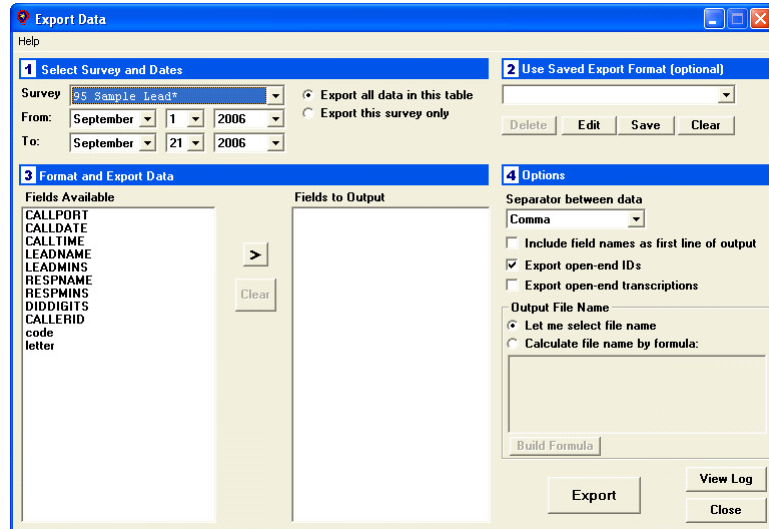 Export Data
Help
1 Select Survey and Dates
Survey 95 Sample Lead*
From: September 1 2006
To: September 21 2006
Export all data in this table
Export this survey only
2 Use Saved Export Format (optional)
Delete Edit Save Clear
3 Format and Export Data
Fields Available
CALLPORT
CALLDATE
CALLTIME
LEADNAME
LEADMINS
RESPNAME
RESPMINS
DIDDIGITS
CALLERID
code
letter
>
Clear
Fields to Output
4 Options
Separator between data
Comma
Include field names as first line of output
Export open-end IDs
Export open-end transcriptions
Output File Name
Let me select file name
Calculate file name by formula:
Build Formula
Export
View Log
Close